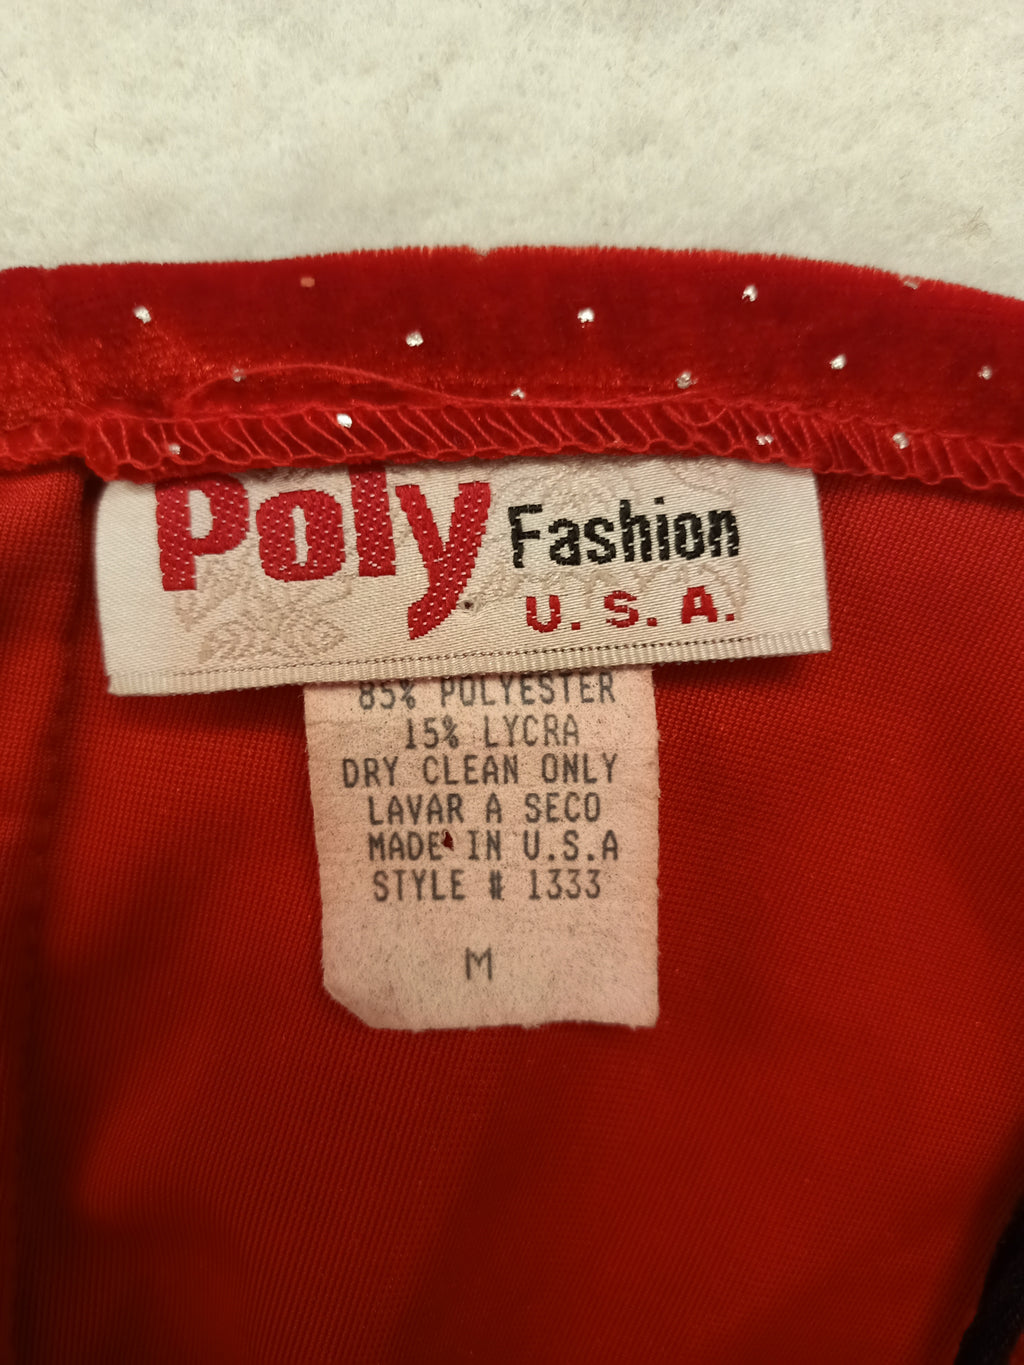 Poly Fashion
U.S.A.
85% POLYESTER
15% LYCRA
DRY CLEAN ONLY
LAVAR A SECO
MADE IN U.S.A
STYLE # 1333
M